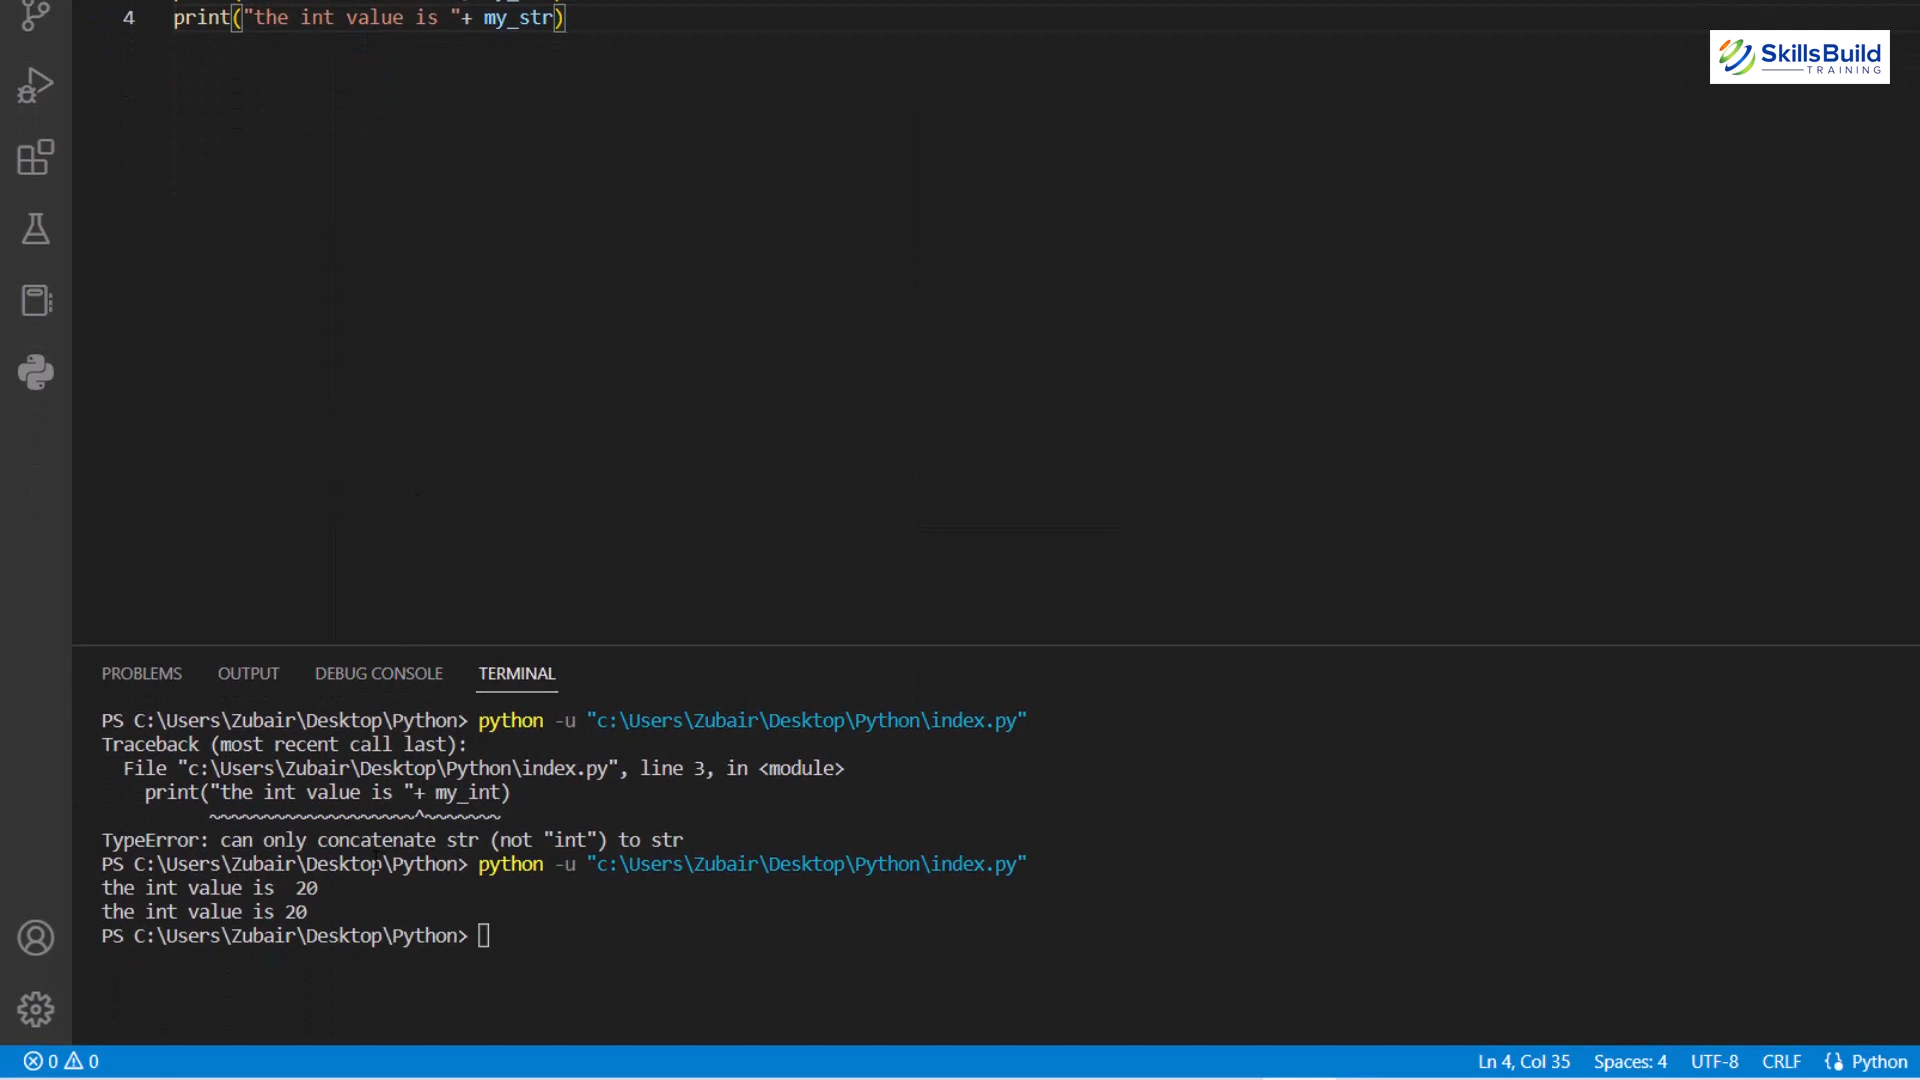 4 print("the int value is "+ my_str)
SkillsBuild
TRAINING
PROBLEMS OUTPUT DEBUG CONSOLE TERMINAL
PS C:\Users\Zubair\Desktop\Python> python -u "c:\Users\Zubair\Desktop\Python\index.py"
Traceback (most recent call last):
  File "c:\Users\Zubair\Desktop\Python\index.py", line 3, in <module>
    print("the int value is "+ my_int)
          ~~~~~~~~~~~~~~~~~~~^~~~~~~~
TypeError: can only concatenate str (not "int") to str
PS C:\Users\Zubair\Desktop\Python> python -u "c:\Users\Zubair\Desktop\Python\index.py"
the int value is  20
the int value is 20
PS C:\Users\Zubair\Desktop\Python>
0 0 Ln 4, Col 35 Spaces: 4 UTF-8 CRLF Python